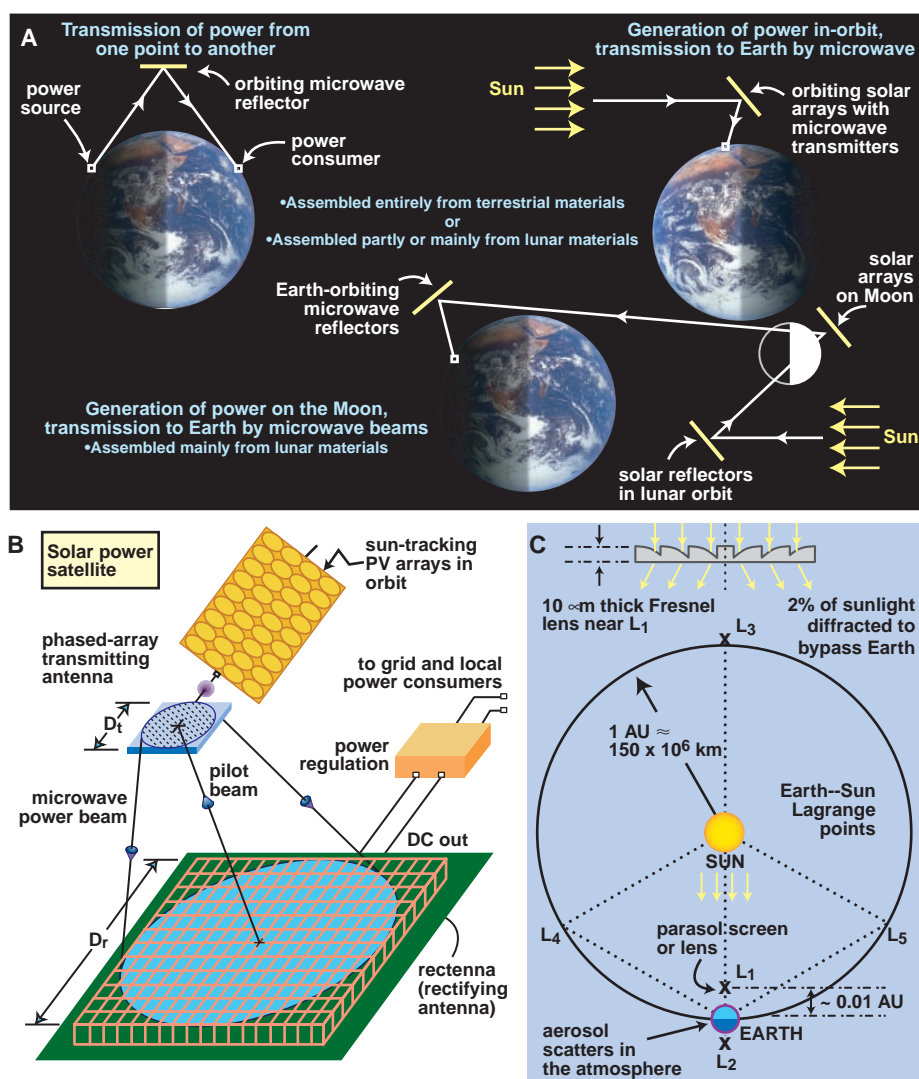 A
Transmission of power from
one point to another
orbiting microwave
reflector
power
source
power
consumer
Generation of power in-orbit,
transmission to Earth by microwave
Sun
orbiting solar
arrays with
microwave
transmitters
•Assembled entirely from terrestrial materials
or
•Assembled partly or mainly from lunar materials
Earth-orbiting
microwave
reflectors
solar
arrays
on Moon
Generation of power on the Moon,
transmission to Earth by microwave beams
•Assembled mainly from lunar materials
Sun
solar reflectors
in lunar orbit
B
Solar power
satellite
sun-tracking
PV arrays in
orbit
phased-array
transmitting
antenna
to grid and local
power consumers
Dt
power
regulation
pilot
beam
microwave
power beam
DC out
Dr
rectenna
(rectifying
antenna)
C
10 ∝m thick Fresnel
lens near L1
2% of sunlight
diffracted to
bypass Earth
L3
1 AU ≈
150 x 10⁶ km
Earth--Sun
Lagrange
points
SUN
L4
L5
parasol screen
or lens
L1
~ 0.01 AU
EARTH
aerosol
scatters in
the atmosphere
L2